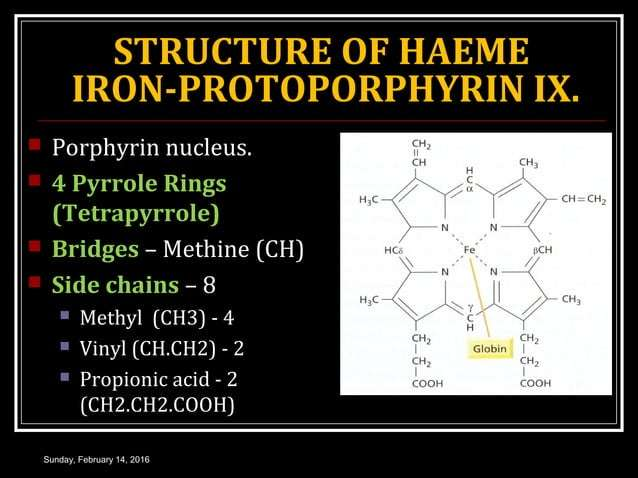 STRUCTURE OF HAEME
IRON-PROTOPORPHYRIN IX.
Porphyrin nucleus.
4 Pyrrole Rings
(Tetrapyrrole)
Bridges – Methine (CH)
Side chains – 8
Methyl (CH3) - 4
Vinyl (CH.CH2) - 2
Propionic acid - 2
(CH2.CH2.COOH)
CH2
CH
H
C
α
CH3
H3C
CH=CH2
N
N
HCδ
Fe
βCH
N
N
H3C
γ
C
H
CH3
Globin
CH2
CH2
CH2
CH2
COOH
COOH
Sunday, February 14, 2016